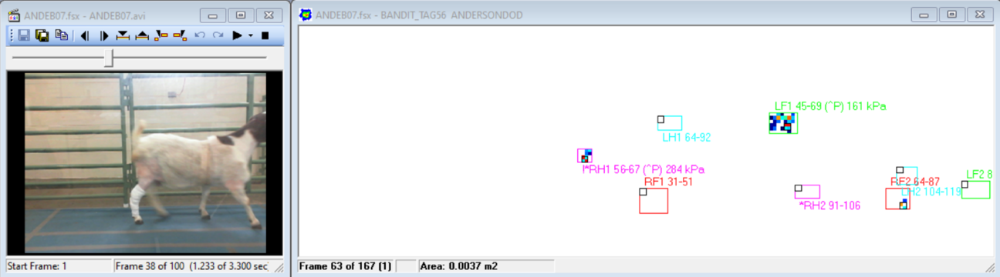 ANDEB07.fsx - ANDEB07.avi
Start Frame: 1
Frame 38 of 100 (1.233 of 3.300 sec
ANDEB07.fsx - BANDIT_TAG56 ANDERSONDOD
LF1 45-69 (^P) 161 kPa
LH1 64-92
*RH1 56-67 (^P) 284 kPa
RF1 31-51
RF2 64-87
LF2 8
LH2 104-119
*RH2 91-106
Frame 63 of 167 (1)
Area: 0.0037 m2